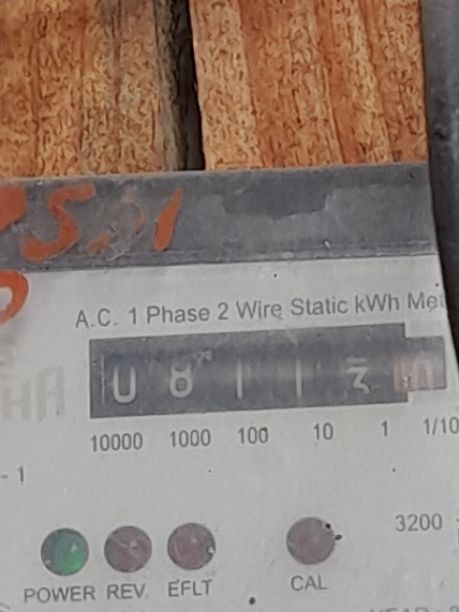 A.C. 1 Phase 2 Wire Static kWh
0 8 1 1 3
10000 1000 100 10 1 1/10
- 1
3200
POWER REV. EFLT CAL